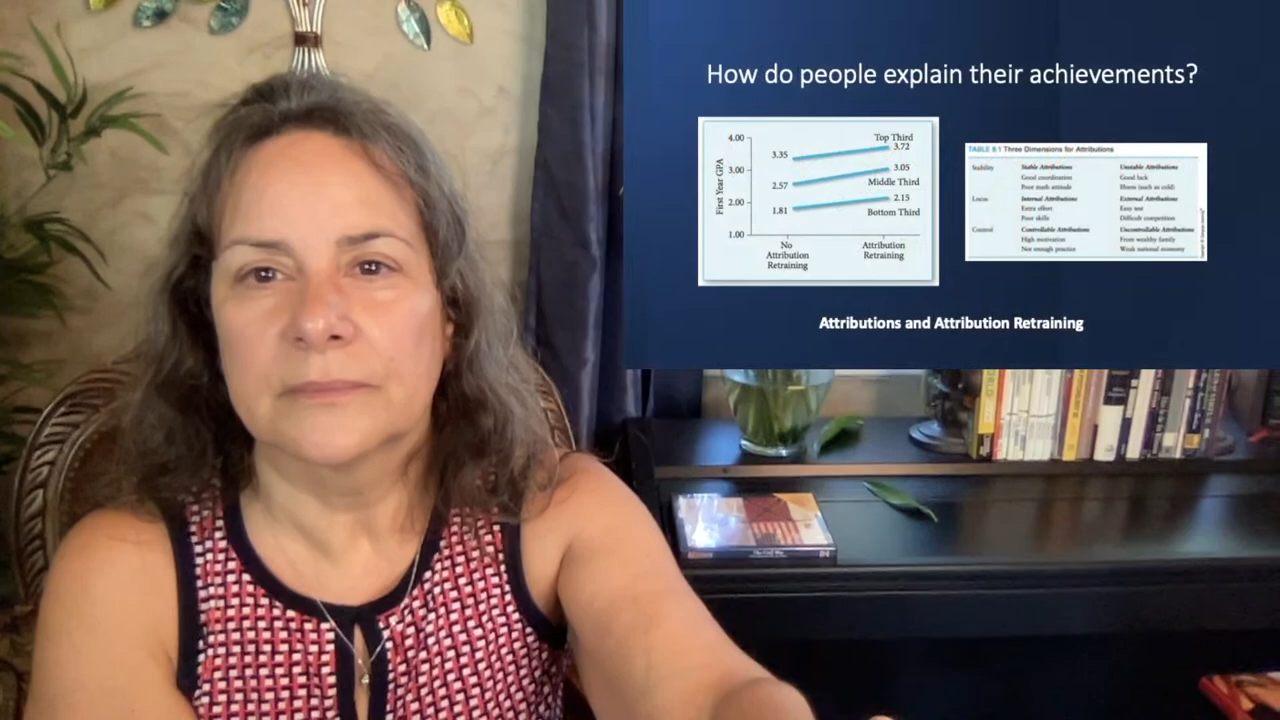 How do people explain their achievements?
4.00
3.00
2.00
1.00
First Year GPA
3.35
2.57
1.81
Top Third
3.72
3.05
Middle Third
2.15
Bottom Third
No
Attribution
Retraining
Attribution
Retraining
TABLE 8.1 Three Dimensions for Attributions
Stability Stable Attributions Unstable Attributions
Good coordination Good luck
Poor math attitude Illness (such as cold)
Locus Internal Attributions External Attributions
Extra effort Easy test
Poor skills Difficult competition
Control Controllable Attributions Uncontrollable Attributions
High motivation From wealthy family
Not enough practice Weak national economy
Attributions and Attribution Retraining
The Civil War